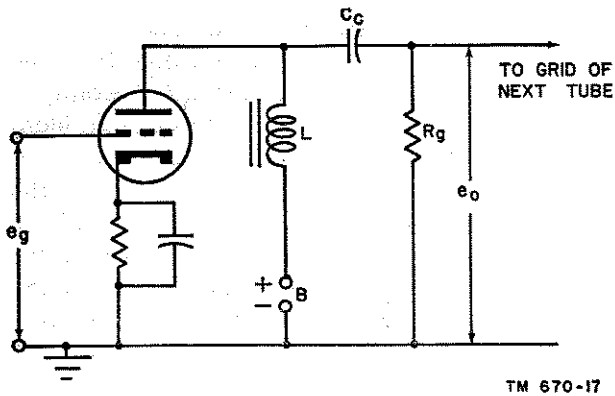 Cc
TO GRID OF
NEXT TUBE
L
Rg
eg
eo
+
B
−
TM 670-17